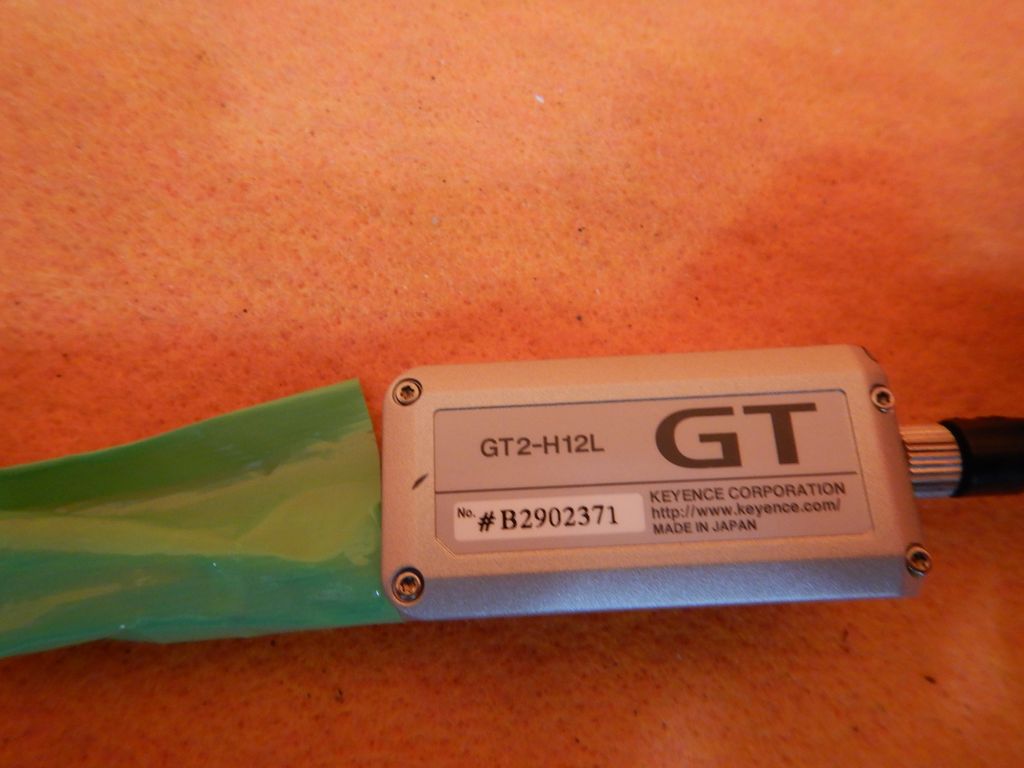 GT2-H12L
GT
No. #B2902371
KEYENCE CORPORATION
http://www.keyence.com/
MADE IN JAPAN